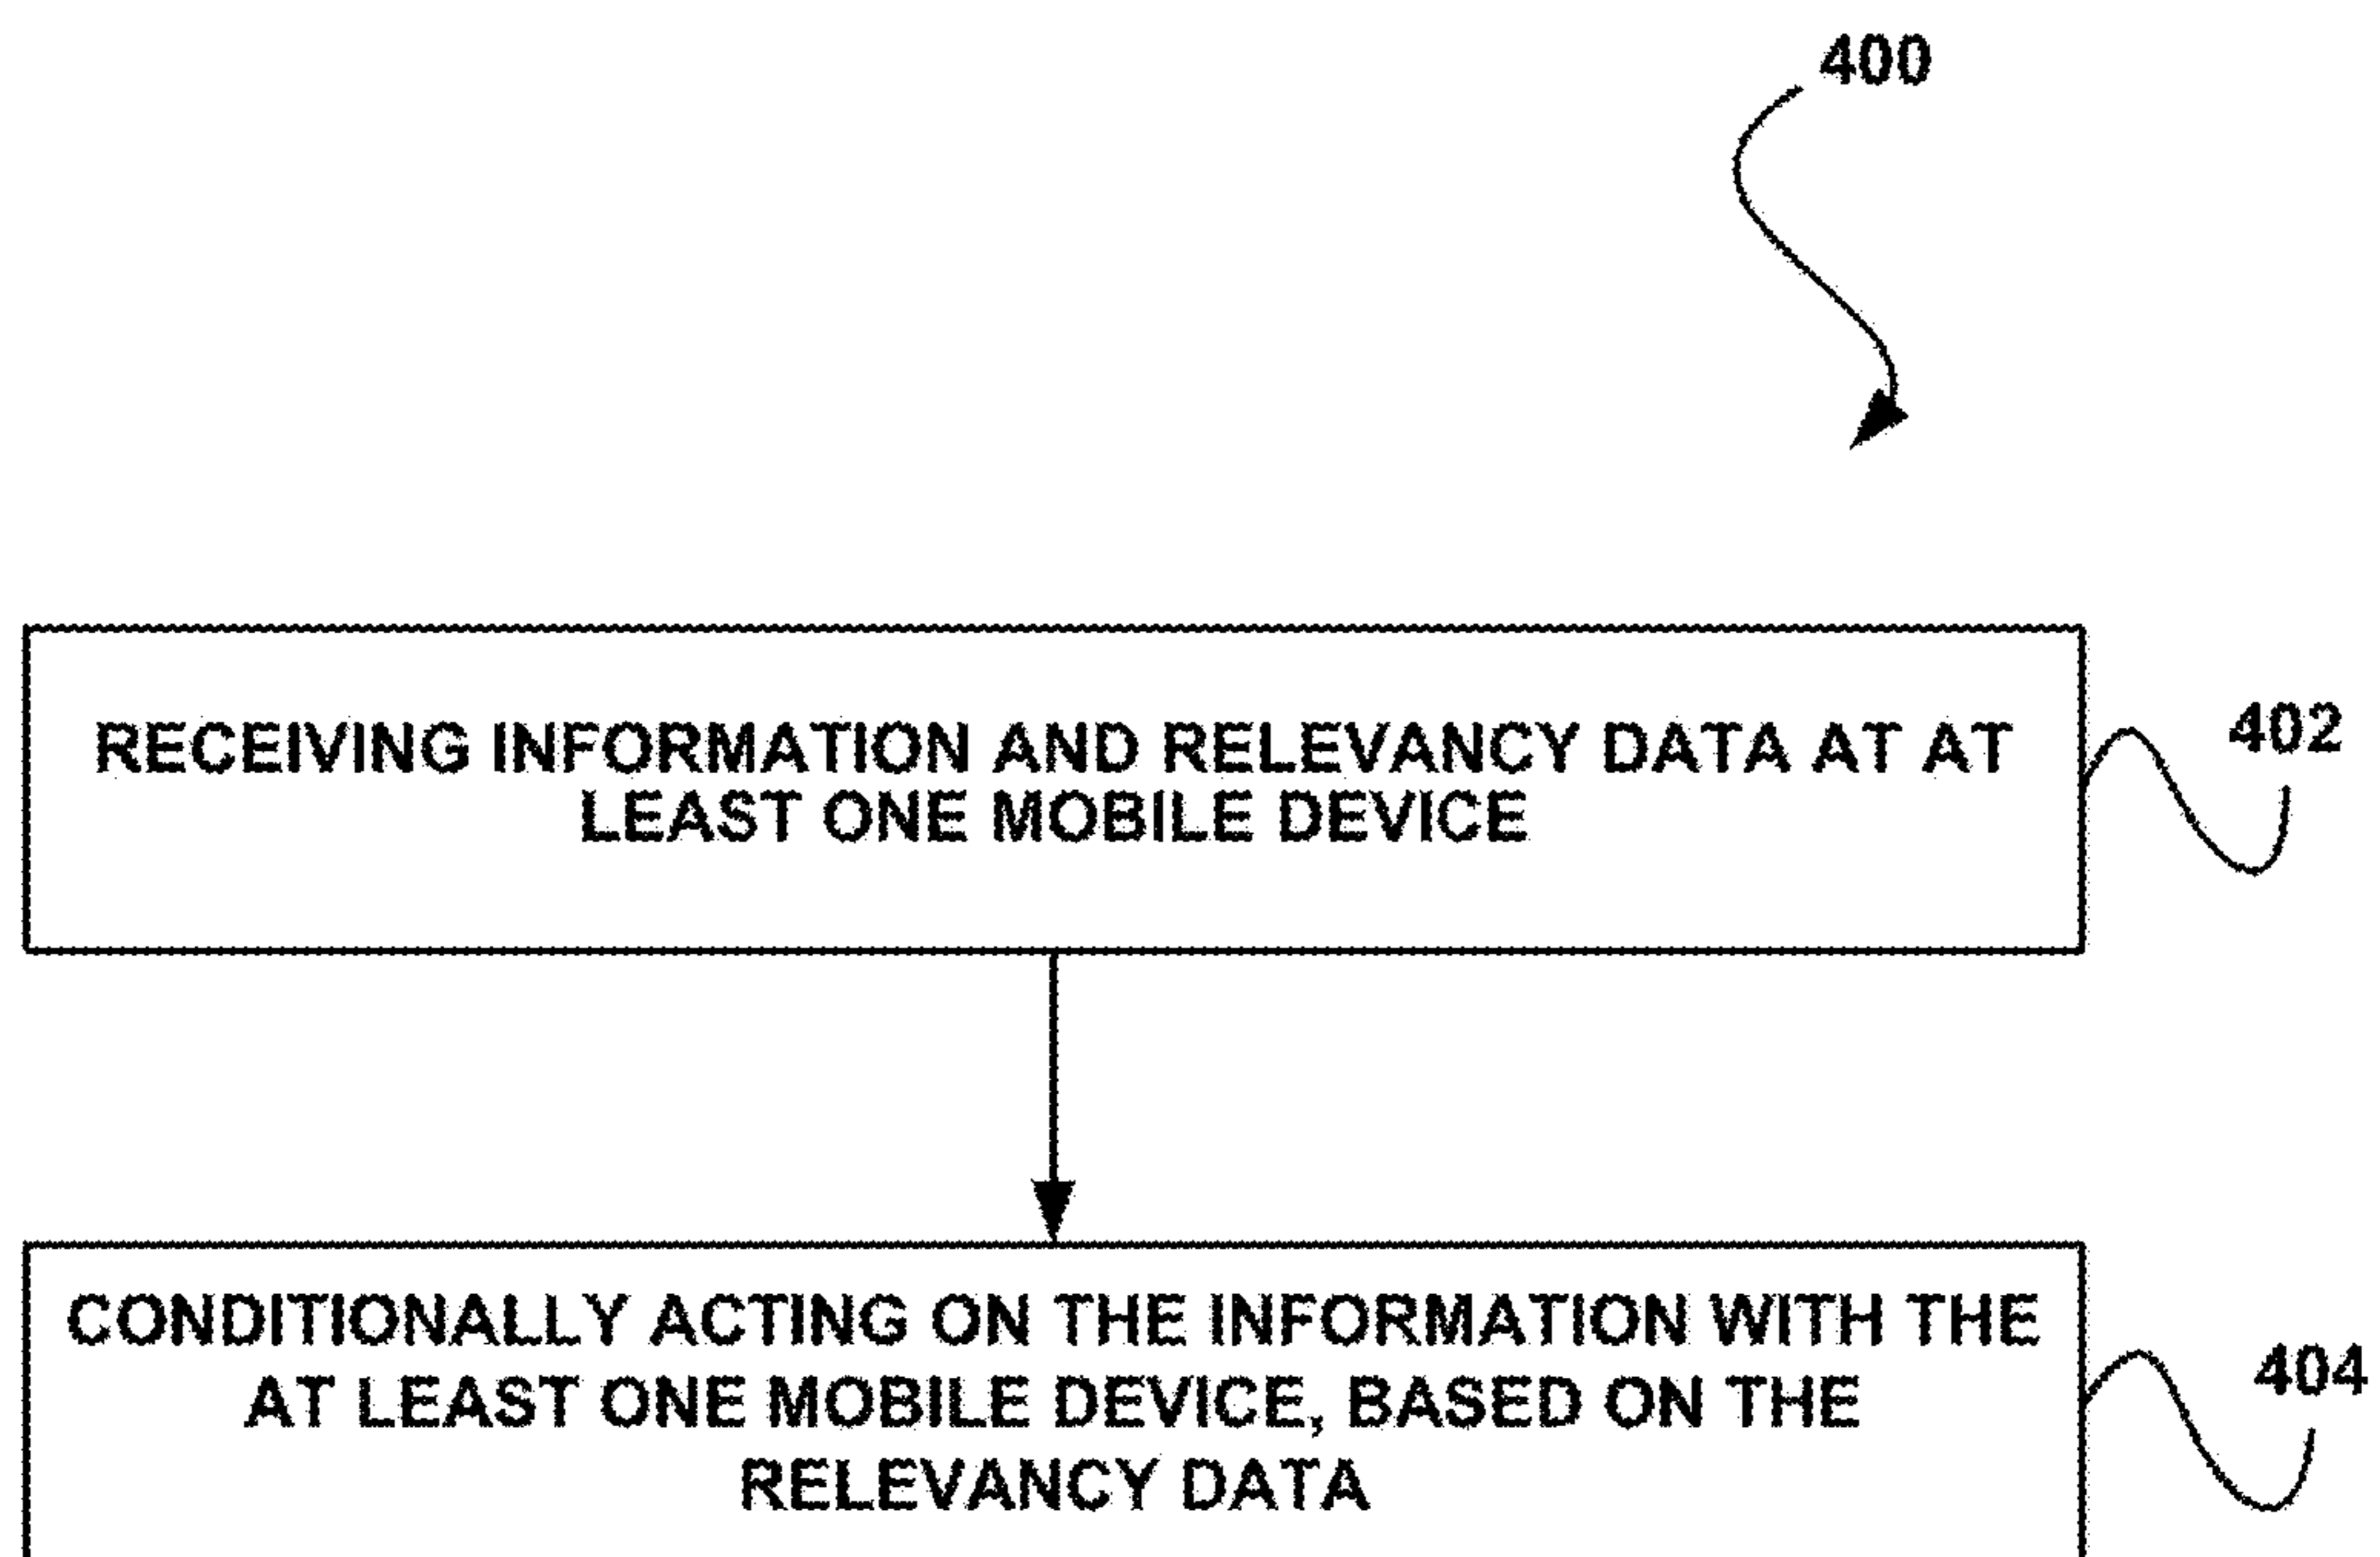 400
RECEIVING INFORMATION AND RELEVANCY DATA AT AT
LEAST ONE MOBILE DEVICE
402
CONDITIONALLY ACTING ON THE INFORMATION WITH THE
AT LEAST ONE MOBILE DEVICE, BASED ON THE
RELEVANCY DATA
404